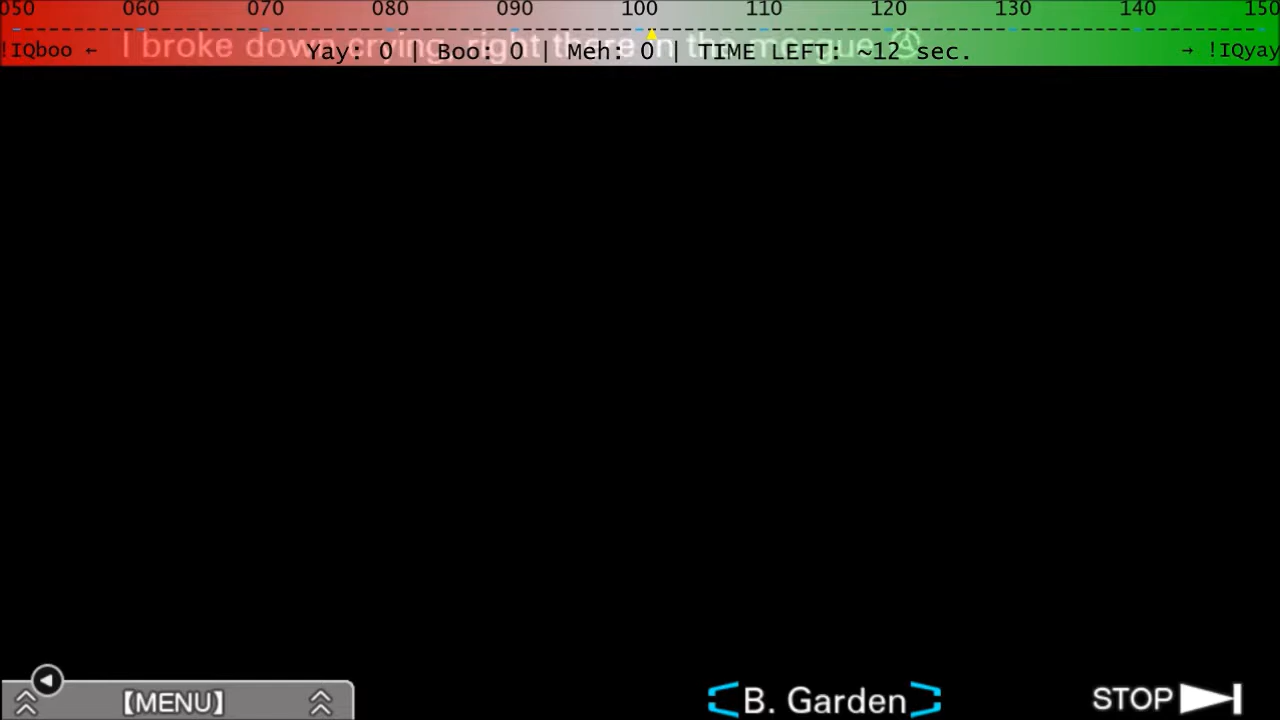 050 060 070 080 090 100 110 120 130 140 150
I broke down crying, right there in the morgue.
!IQboo ← Yay: 0 | Boo: 0 | Meh: 0 | TIME LEFT: ~12 sec. → !IQyay
【MENU】 B. Garden STOP